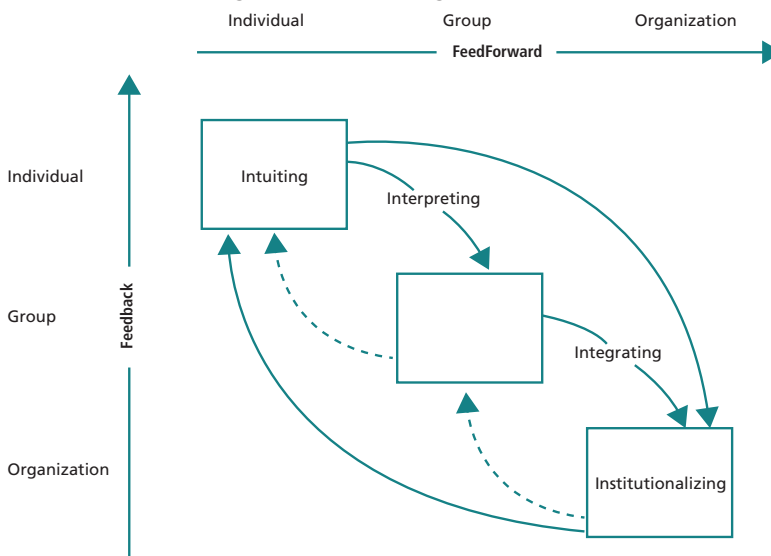 Individual
Group
Organization
FeedForward
Individual
Intuiting
Interpreting
Feedback
Group
Integrating
Organization
Institutionalizing